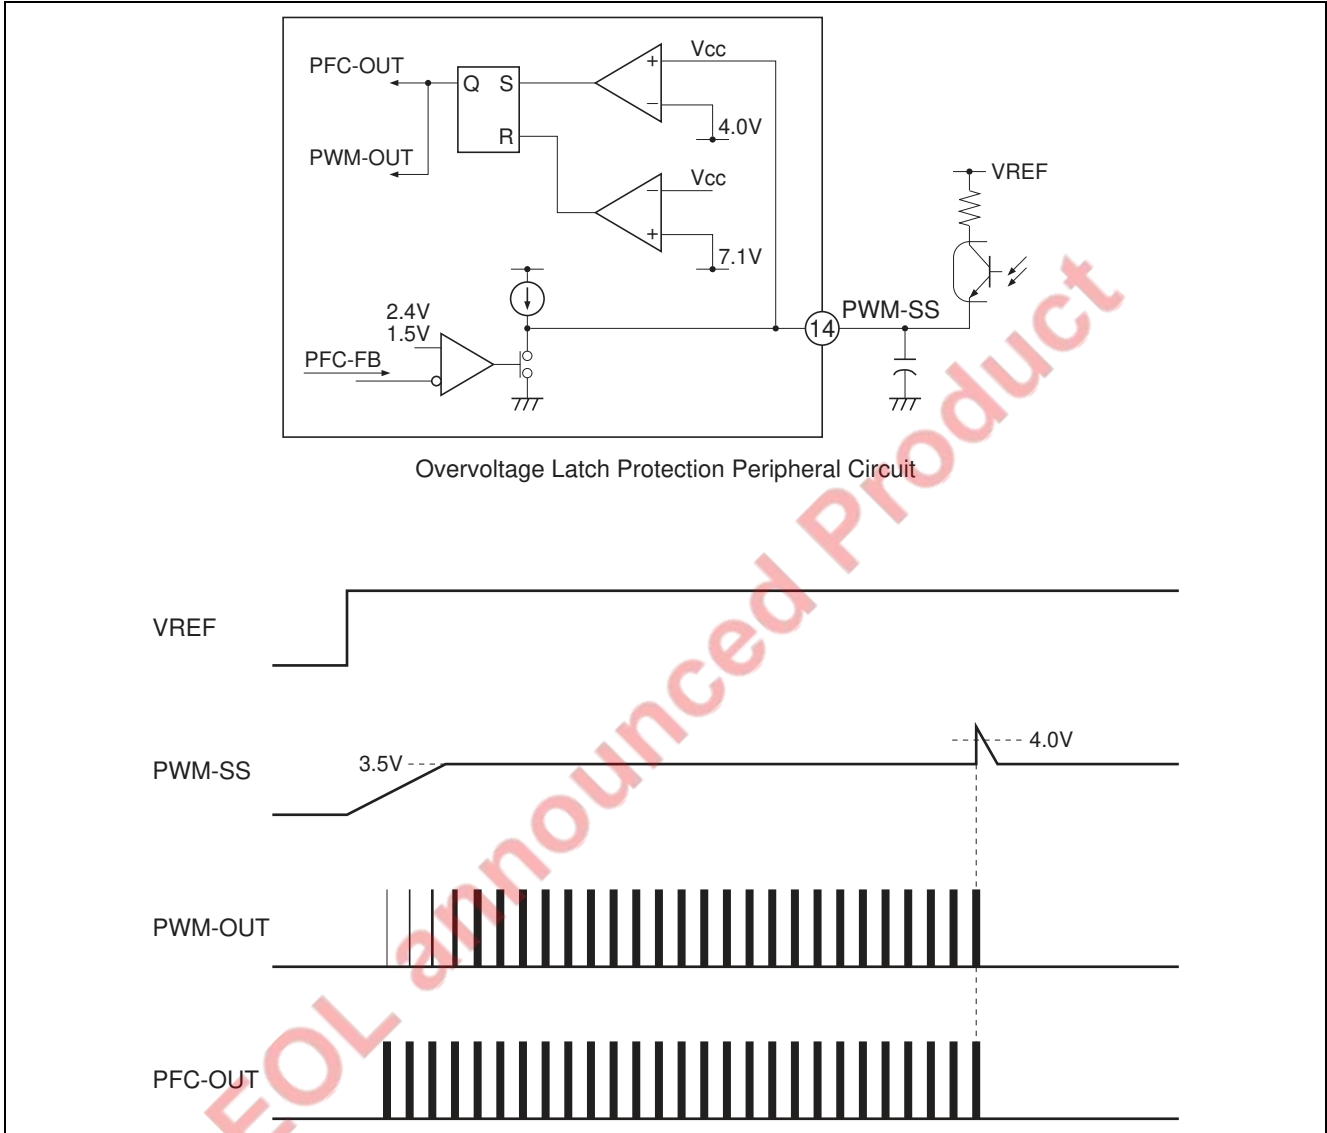 PFC-OUT
Q S
R
PWM-OUT
Vcc
+
−
4.0V
Vcc
−
+
7.1V
VREF
2.4V
1.5V
PFC-FB
14
PWM-SS
Overvoltage Latch Protection Peripheral Circuit
VREF
PWM-SS
3.5V
4.0V
PWM-OUT
PFC-OUT
EOL announced Product